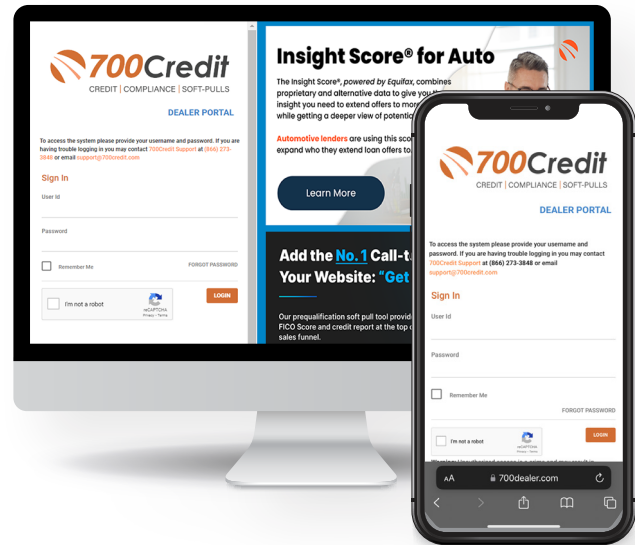 700Credit
CREDIT | COMPLIANCE | SOFT-PULLS
DEALER PORTAL
To access the system please provide your username and password. If you are
having trouble logging in you may contact 700Credit Support at (866) 273-
3848 or email support@700credit.com
Sign In
User Id
Password
Remember Me
FORGOT PASSWORD
I'm not a robot
reCAPTCHA
Privacy - Terms
LOGIN
Insight Score® for Auto
The Insight Score®, powered by Equifax, combines
proprietary and alternative data to give you
insight you need to extend offers to more
while getting a deeper view of
Automotive lenders are using this
expand who they extend loan offers to
Learn More
Add the No. 1
Your Website: “Get
Our prequalification soft pull tool
FICO Score and credit report at the top
sales funnel.
700Credit
CREDIT | COMPLIANCE | SOFT-PULLS
DEALER PORTAL
To access the system please provide your username and
password. If you are having trouble logging in you may contact
700Credit Support at (866) 273-3848 or email
support@700credit.com
Sign In
User Id
Password
Remember Me
FORGOT PASSWORD
I'm not a robot
reCAPTCHA
Privacy - Terms
LOGIN
AA
700dealer.com